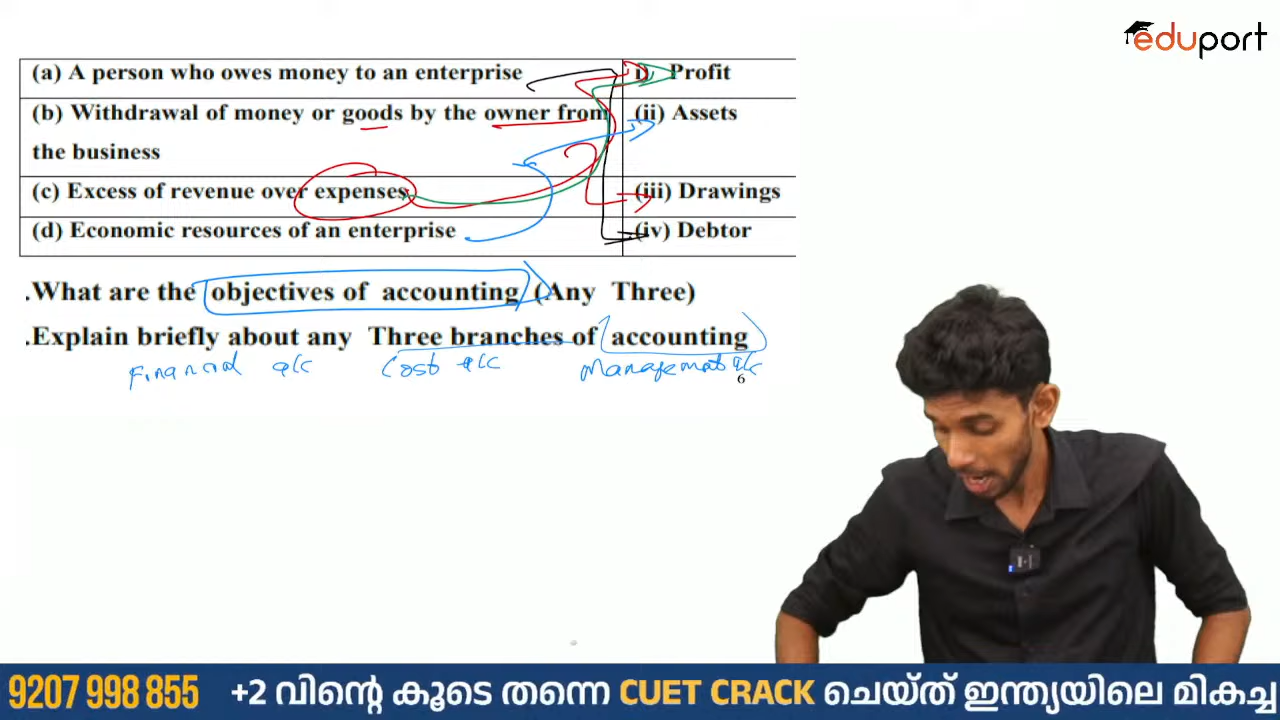 eduport
(a) A person who owes money to an enterprise i) Profit
(b) Withdrawal of money or goods by the owner from (ii) Assets
the business
(c) Excess of revenue over expenses (iii) Drawings
(d) Economic resources of an enterprise (iv) Debtor
.What are the objectives of accounting (Any Three)
.Explain briefly about any Three branches of accounting
Financial a/c Cost a/c Management a/c
6
9207 998 855 +2 വിന്റെ കൂടെ തന്നെ CUET CRACK ചെയ്ത് ഇന്ത്യയിലെ മികച്ച